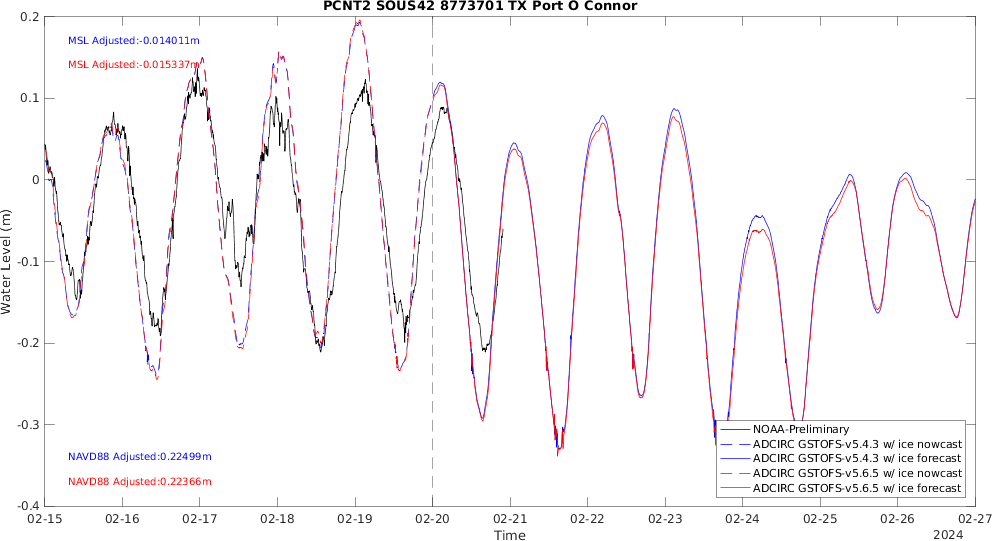 PCNT2 SOUS42 8773701 TX Port O Connor
0.2
MSL Adjusted:-0.014011m
MSL Adjusted:-0.015337m
0.1
0
-0.1
-0.2
-0.3
-0.4
Water Level (m)
NAVD88 Adjusted:0.22499m
NAVD88 Adjusted:0.22366m
NOAA-Preliminary
ADCIRC GSTOFS-v5.4.3 w/ ice nowcast
ADCIRC GSTOFS-v5.4.3 w/ ice forecast
ADCIRC GSTOFS-v5.6.5 w/ ice nowcast
ADCIRC GSTOFS-v5.6.5 w/ ice forecast
02-15 02-16 02-17 02-18 02-19 02-20 02-21 02-22 02-23 02-24 02-25 02-26 02-27
Time
2024